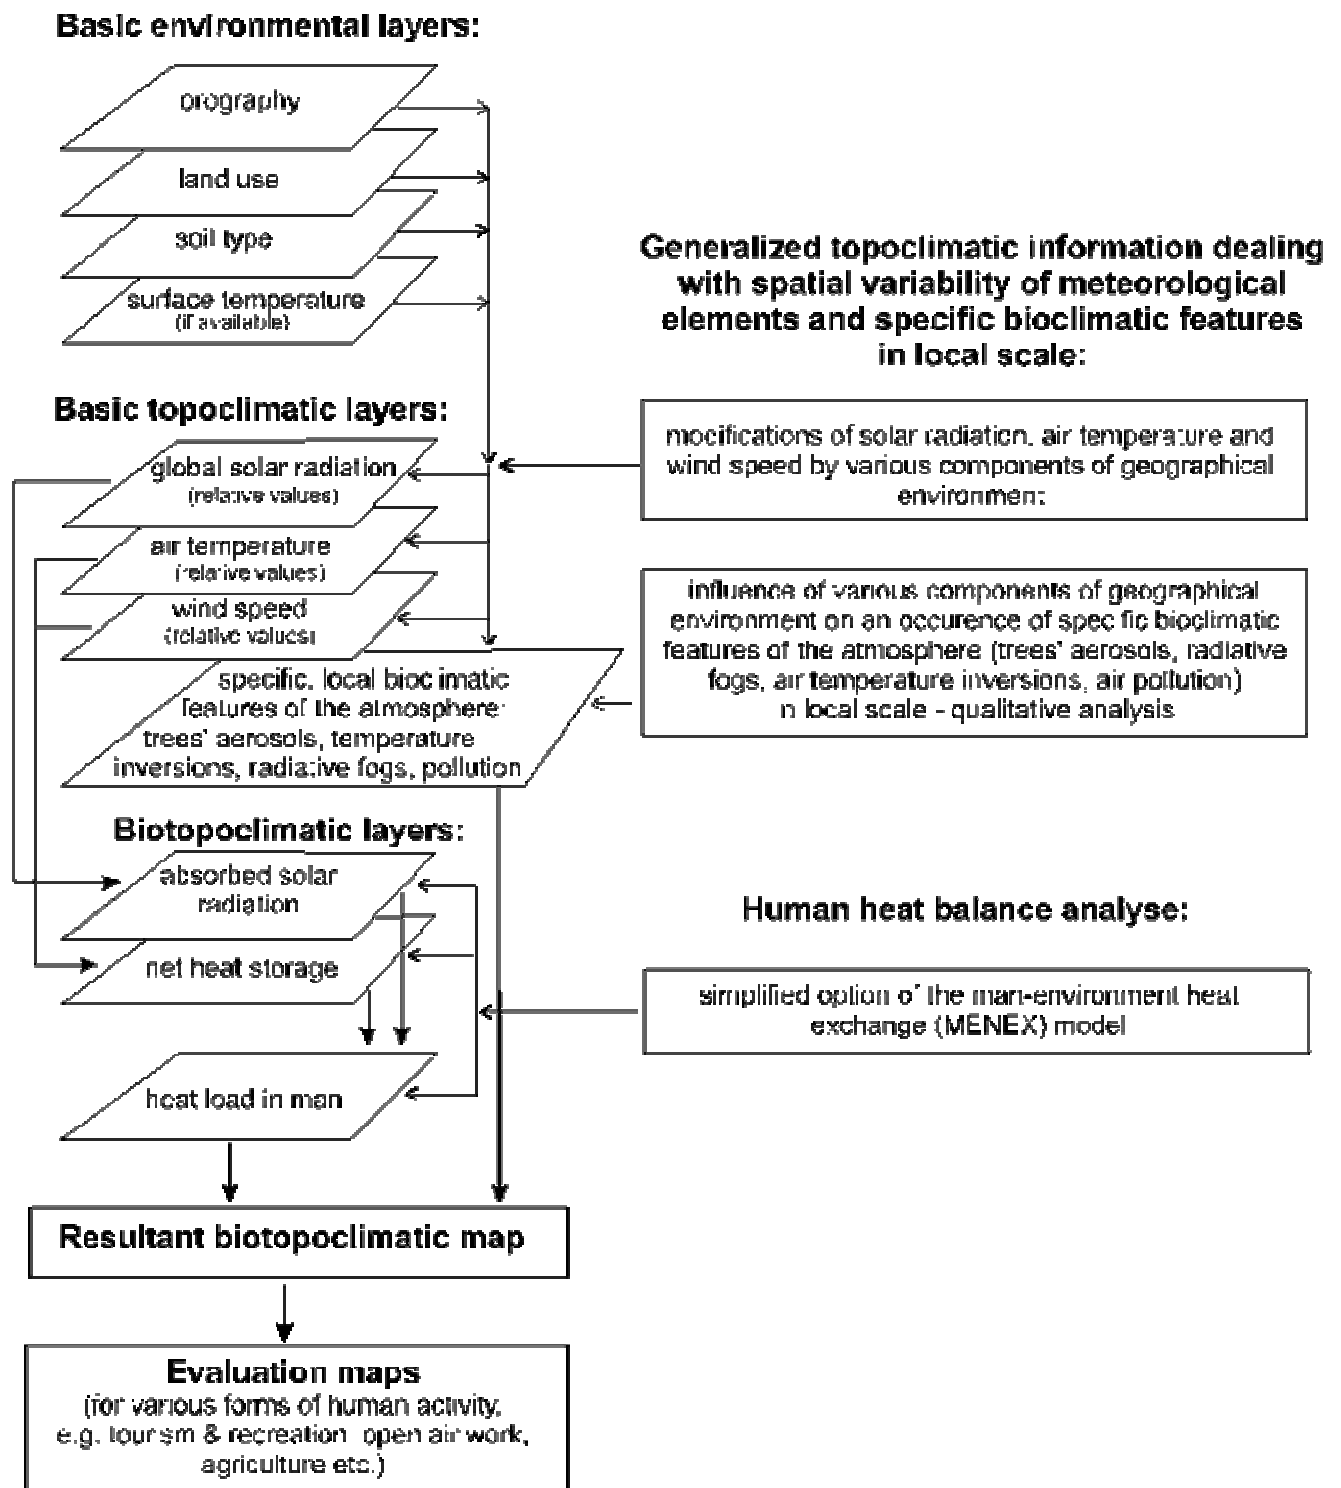 Basic environmental layers:
orography
land use
soil type
surface temperature
(if available)
Generalized topoclimatic information dealing
with spatial variability of meteorological
elements and specific bioclimatic features
in local scale:
Basic topoclimatic layers:
global solar radiation
(relative values)
air temperature
(relative values)
wind speed
(relative values)
specific, local bioclimatic
features of the atmosphere:
trees' aerosols, temperature
inversions, radiative fogs, pollution
modifications of solar radiation, air temperature and
wind speed by various components of geographical
environment
influence of various components of geographical
environment on an occurence of specific bioclimatic
features of the atmosphere (trees' aerosols, radiative
fogs, air temperature inversions, air pollution)
in local scale - qualitative analysis
Biotopoclimatic layers:
absorbed solar
radiation
net heat storage
heat load in man
Human heat balance analyse:
simplified option of the man-environment heat
exchange (MENEX) model
Resultant biotopoclimatic map
Evaluation maps
(for various forms of human activity,
e.g. tourism & recreation, open air work,
agriculture etc.)